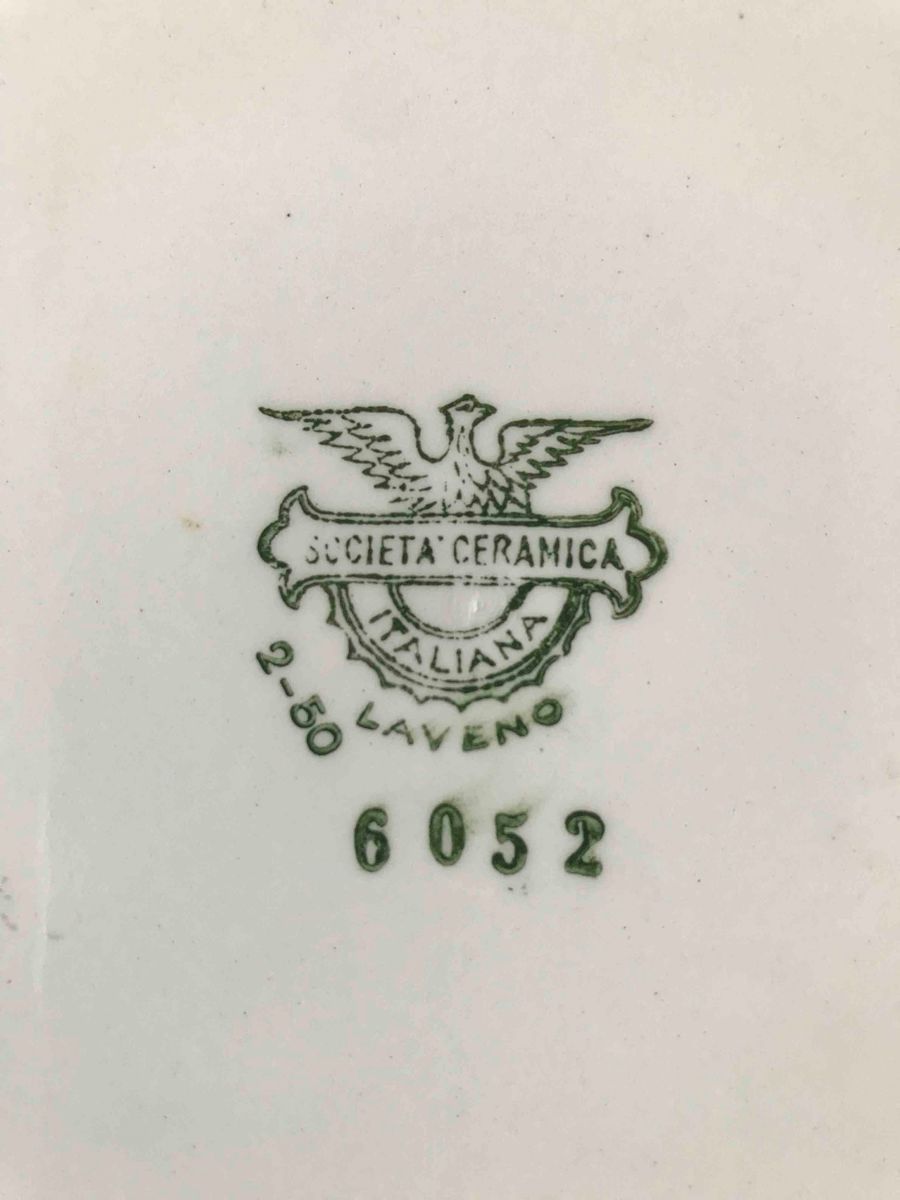 SOCIETA' CERAMICA
ITALIANA
LAVENO
2-50
6052